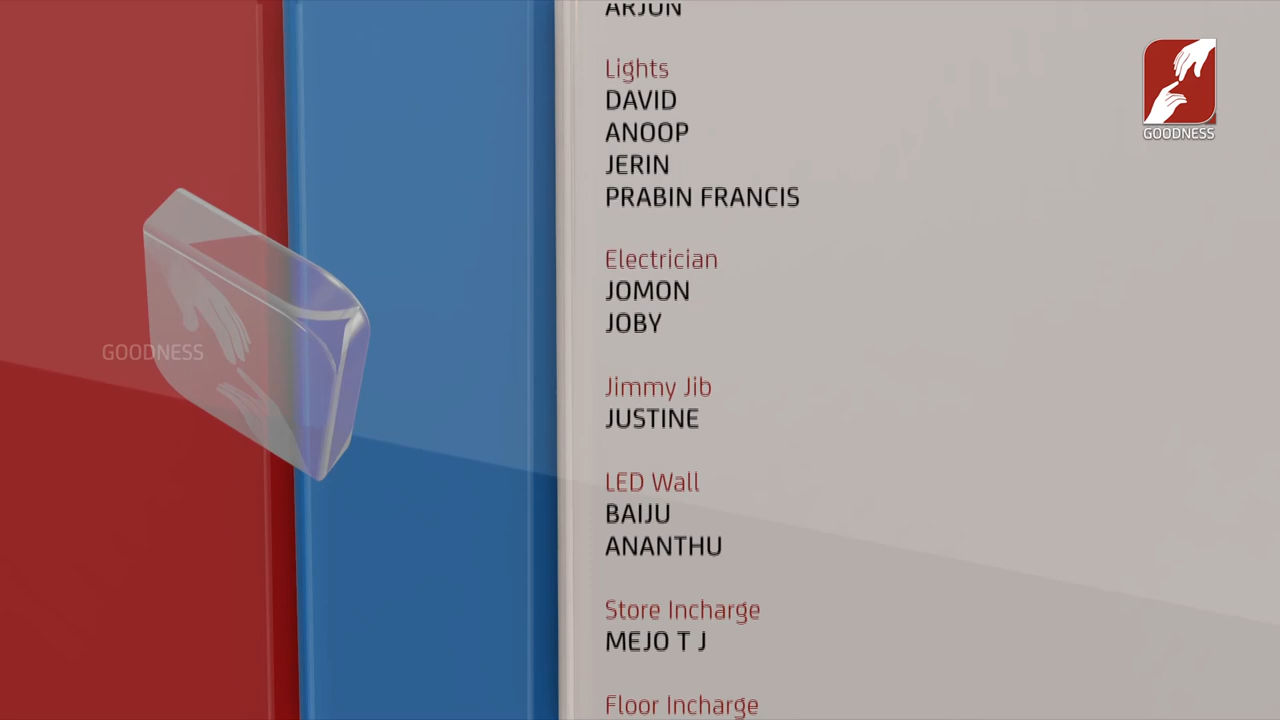 ARJUN
Lights
DAVID
ANOOP
JERIN
PRABIN FRANCIS
Electrician
JOMON
JOBY
Jimmy Jib
JUSTINE
LED Wall
BAIJU
ANANTHU
Store Incharge
MEJO T J
Floor Incharge
GOODNESS
GOODNESS